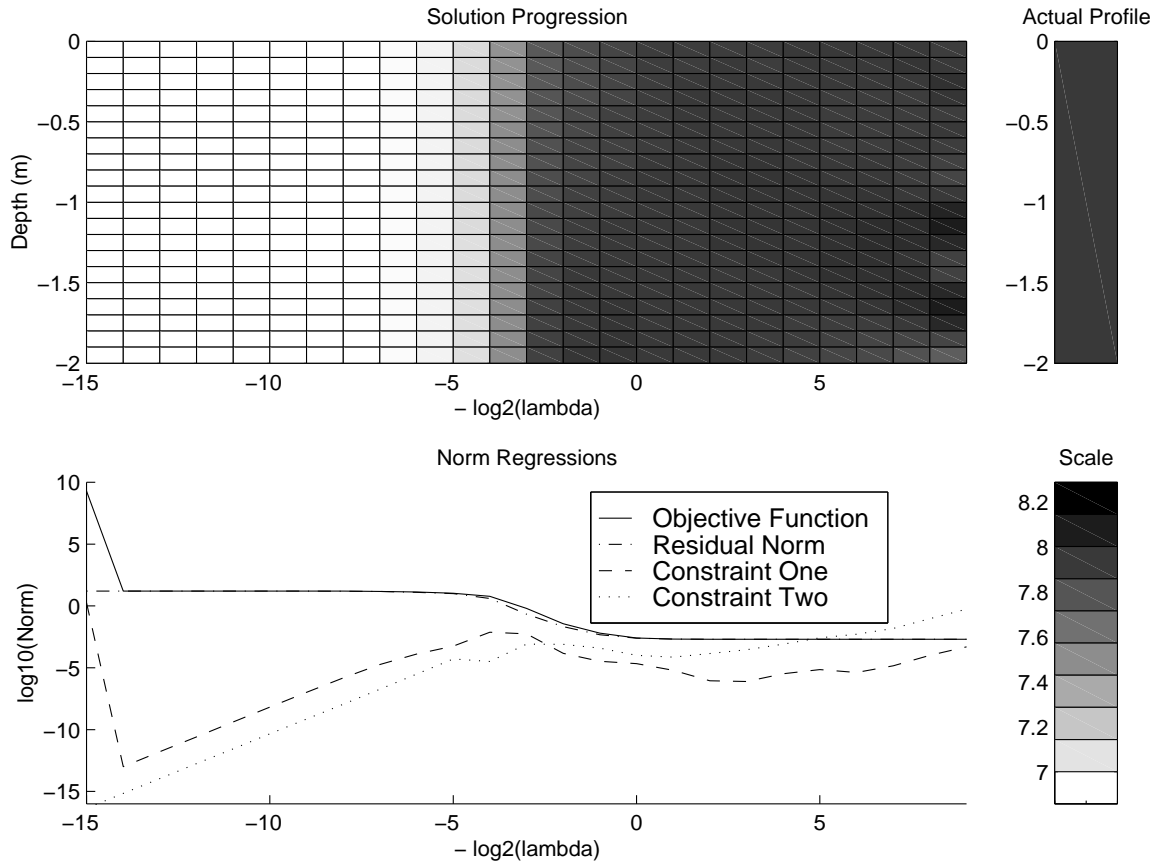 Solution Progression
Actual Profile
0
−0.5
−1
−1.5
−2
Depth (m)
−15
−10
−5
0
5
− log2(lambda)
0
−0.5
−1
−1.5
−2
Norm Regressions
Scale
10
5
0
−5
−10
−15
log10(Norm)
Objective Function
Residual Norm
Constraint One
Constraint Two
−15
−10
−5
0
5
− log2(lambda)
8.2
8
7.8
7.6
7.4
7.2
7